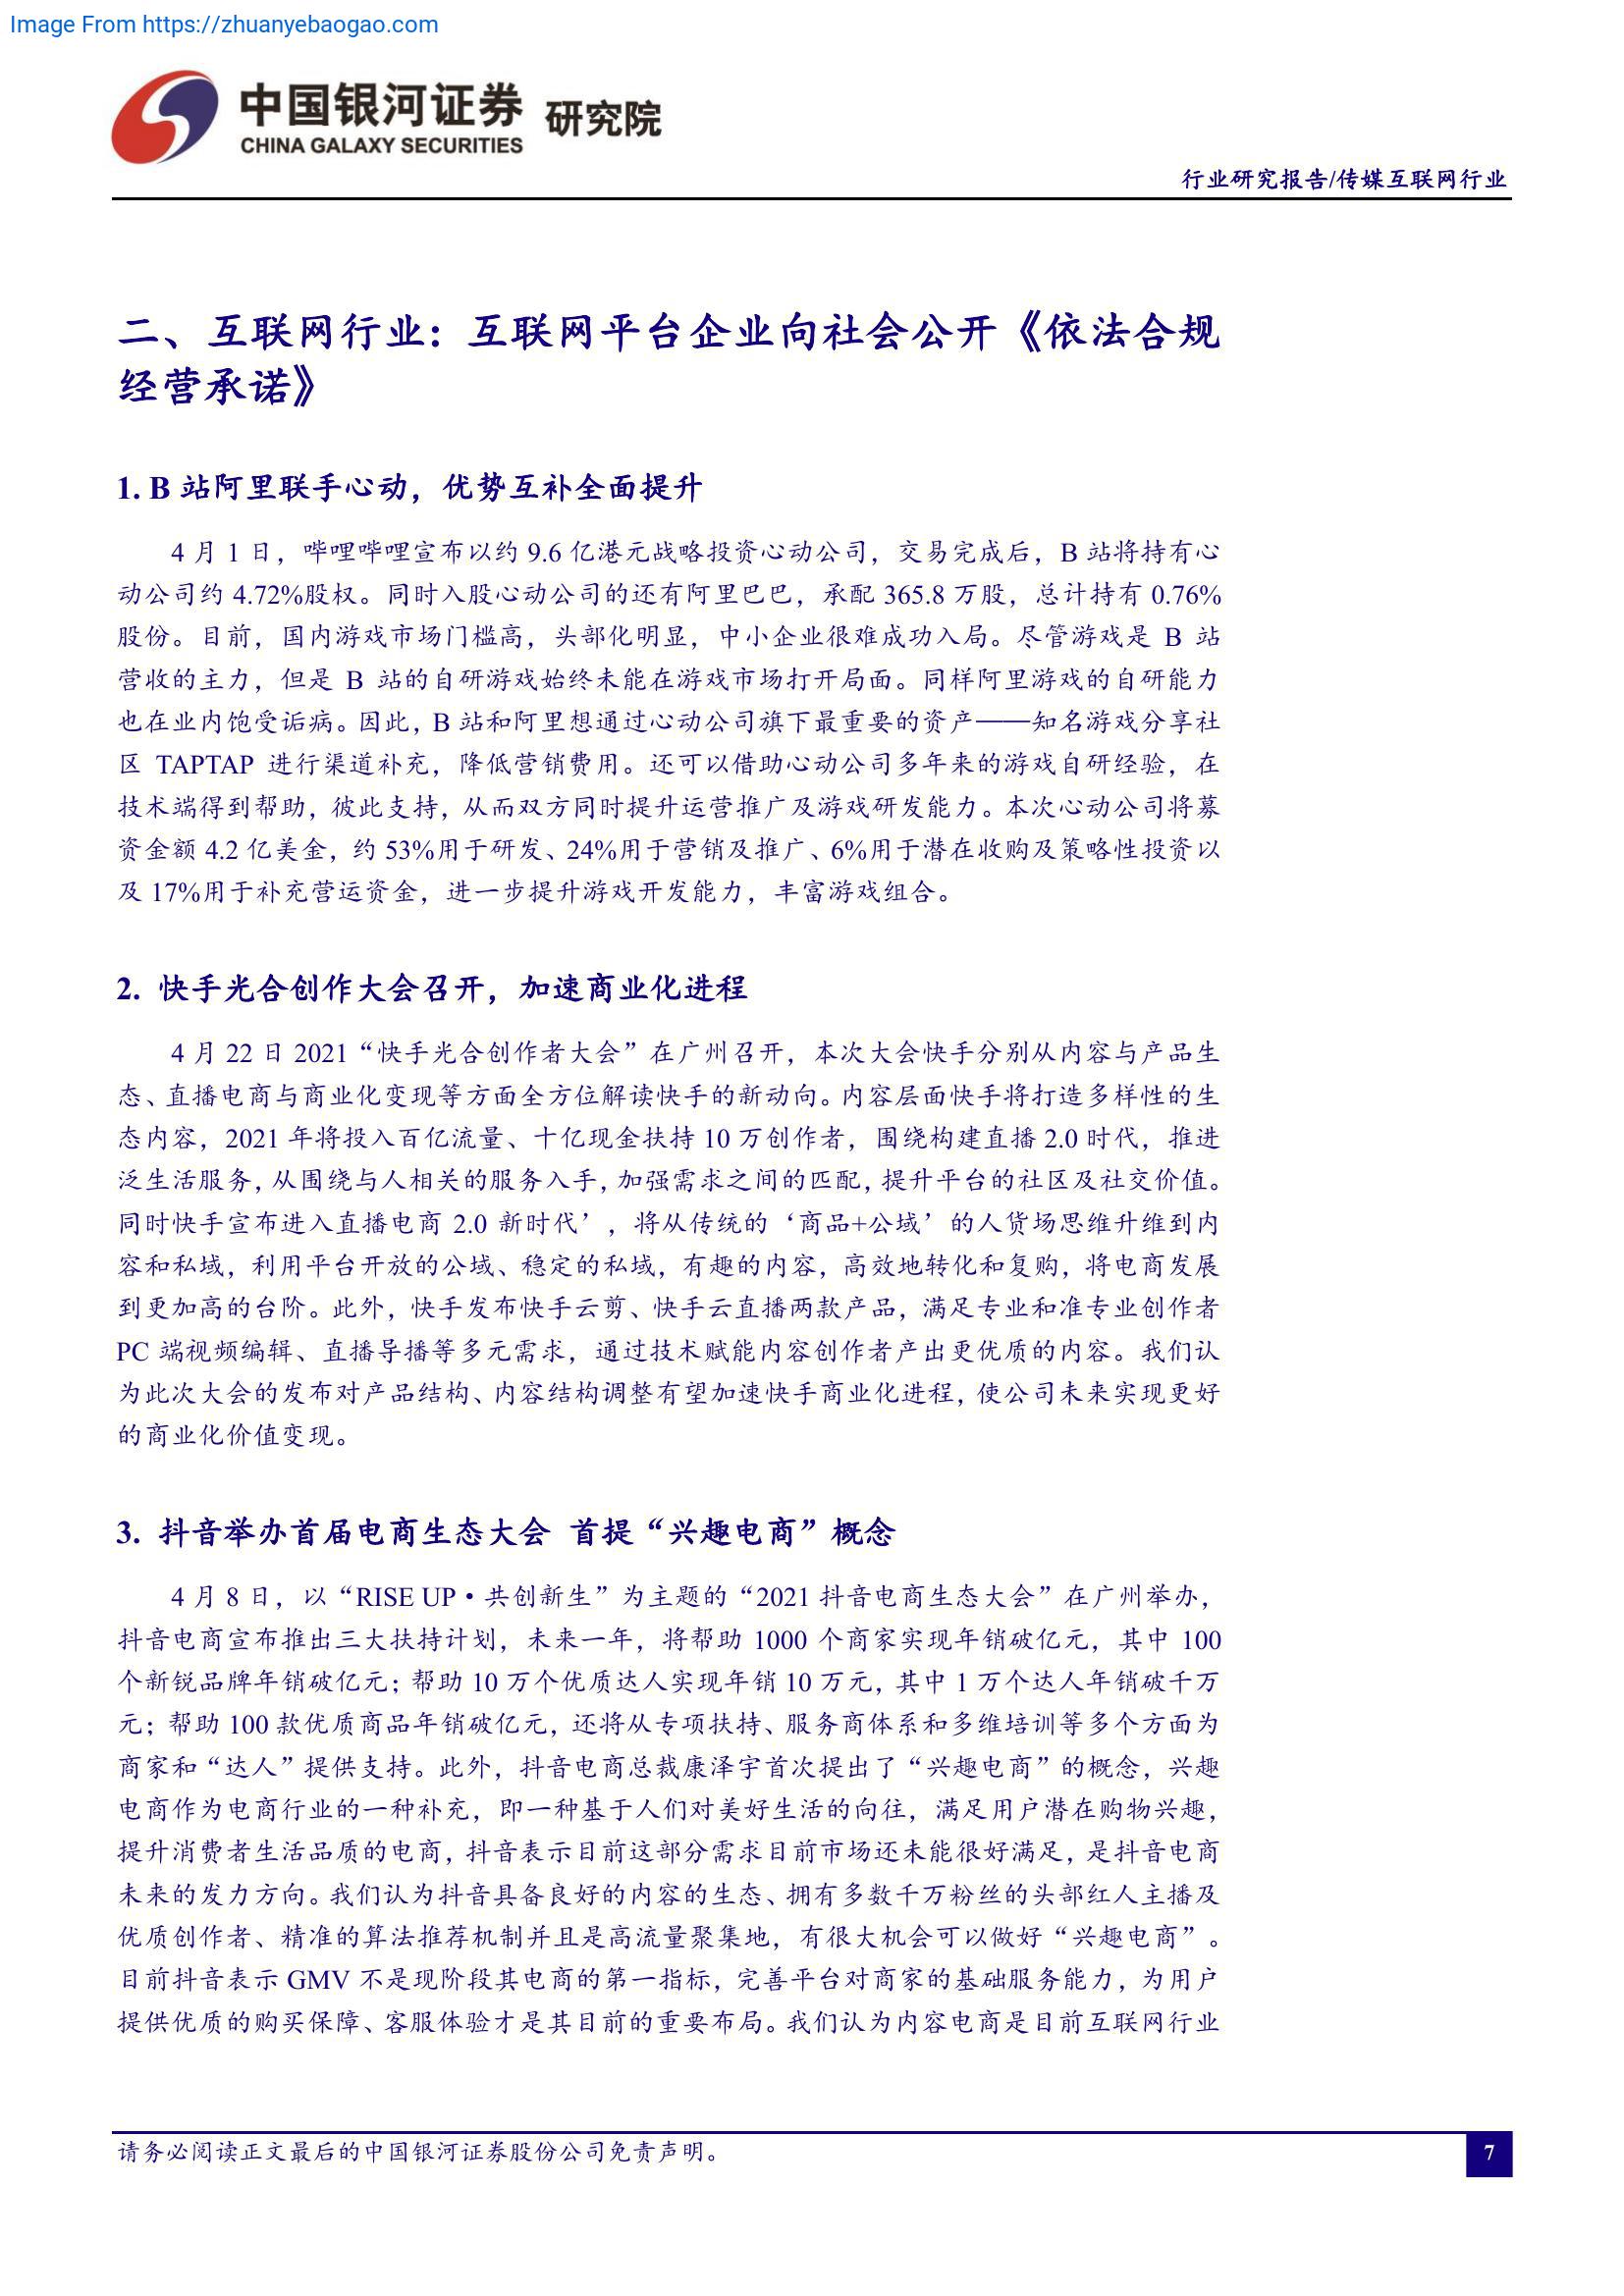 Image From https://zhuanyebaogao.com
中国银河证券 研究院
CHINA GALAXY SECURITIES
行业研究报告/传媒互联网行业
二、互联网行业：互联网平台企业向社会公开《依法合规
经营承诺》
1. B 站阿里联手心动，优势互补全面提升
4 月 1 日，哔哩哔哩宣布以约 9.6 亿港元战略投资心动公司，交易完成后，B 站将持有心
动公司约 4.72%股权。同时入股心动公司的还有阿里巴巴，承配 365.8 万股，总计持有 0.76%
股份。目前，国内游戏市场门槛高，头部化明显，中小企业很难成功入局。尽管游戏是 B 站
营收的主力，但是 B 站的自研游戏始终未能在游戏市场打开局面。同样阿里游戏的自研能力
也在业内饱受诟病。因此，B 站和阿里想通过心动公司旗下最重要的资产——知名游戏分享社
区 TAPTAP 进行渠道补充，降低营销费用。还可以借助心动公司多年来的游戏自研经验，在
技术端得到帮助，彼此支持，从而双方同时提升运营推广及游戏研发能力。本次心动公司将募
资金额 4.2 亿美金，约 53%用于研发、24%用于营销及推广、6%用于潜在收购及策略性投资以
及 17%用于补充营运资金，进一步提升游戏开发能力，丰富游戏组合。
2. 快手光合创作大会召开，加速商业化进程
4 月 22 日 2021“快手光合创作者大会”在广州召开，本次大会快手分别从内容与产品生
态、直播电商与商业化变现等方面全方位解读快手的新动向。内容层面快手将打造多样性的生
态内容，2021 年将投入百亿流量、十亿现金扶持 10 万创作者，围绕构建直播 2.0 时代，推进
泛生活服务，从围绕与人相关的服务入手，加强需求之间的匹配，提升平台的社区及社交价值。
同时快手宣布进入直播电商 2.0 新时代’，将从传统的‘商品+公域’的人货场思维升维到内
容和私域，利用平台开放的公域、稳定的私域，有趣的内容，高效地转化和复购，将电商发展
到更加高的台阶。此外，快手发布快手云剪、快手云直播两款产品，满足专业和准专业创作者
PC 端视频编辑、直播导播等多元需求，通过技术赋能内容创作者产出更优质的内容。我们认
为此次大会的发布对产品结构、内容结构调整有望加速快手商业化进程，使公司未来实现更好
的商业化价值变现。
3. 抖音举办首届电商生态大会 首提“兴趣电商”概念
4 月 8 日，以“RISE UP·共创新生”为主题的“2021 抖音电商生态大会”在广州举办，
抖音电商宣布推出三大扶持计划，未来一年，将帮助 1000 个商家实现年销破亿元，其中 100
个新锐品牌年销破亿元；帮助 10 万个优质达人实现年销 10 万元，其中 1 万个达人年销破千万
元；帮助 100 款优质商品年销破亿元，还将从专项扶持、服务商体系和多维培训等多个方面为
商家和“达人”提供支持。此外，抖音电商总裁康泽宇首次提出了“兴趣电商”的概念，兴趣
电商作为电商行业的一种补充，即一种基于人们对美好生活的向往，满足用户潜在购物兴趣，
提升消费者生活品质的电商，抖音表示目前这部分需求目前市场还未能很好满足，是抖音电商
未来的发力方向。我们认为抖音具备良好的内容的生态、拥有多数千万粉丝的头部红人主播及
优质创作者、精准的算法推荐机制并且是高流量聚集地，有很大机会可以做好“兴趣电商”。
目前抖音表示 GMV 不是现阶段其电商的第一指标，完善平台对商家的基础服务能力，为用户
提供优质的购买保障、客服体验才是其目前的重要布局。我们认为内容电商是目前互联网行业
请务必阅读正文最后的中国银河证券股份公司免责声明。
7